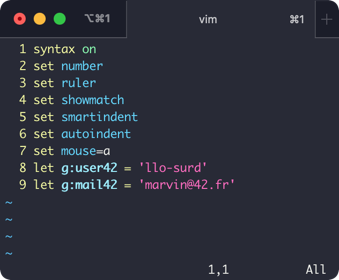 ⌥⌘1 vim ⌘1 +
1 syntax on
2 set number
3 set ruler
4 set showmatch
5 set smartindent
6 set autoindent
7 set mouse=a
8 let g:user42 = 'llo-surd'
9 let g:mail42 = 'marvin@42.fr'
~
~
~
~
1,1 All